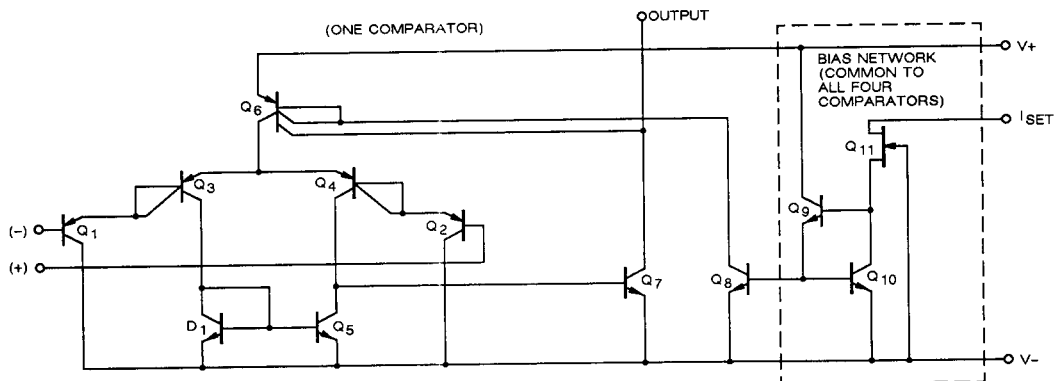 OUTPUT
(ONE COMPARATOR)
V+
BIAS NETWORK
(COMMON TO
ALL FOUR
COMPARATORS)
Q6
ISET
Q11
Q3
Q4
Q9
(-)
Q1
Q2
(+)
Q7
Q8
Q10
D1
Q5
V-